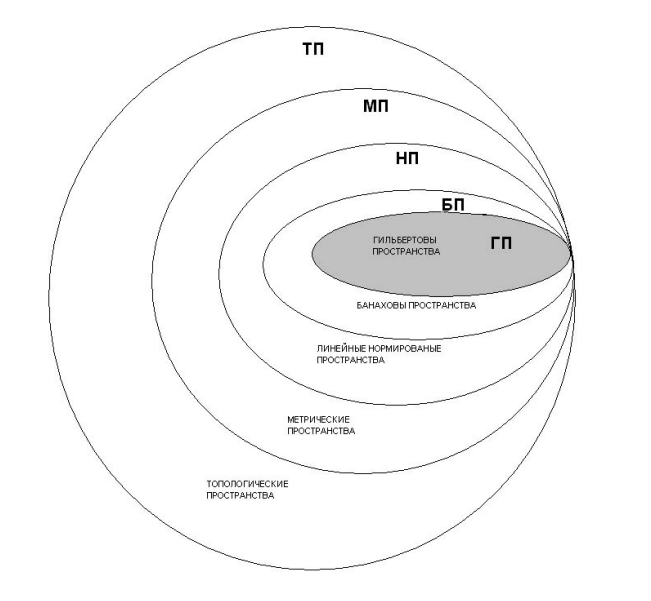 ТП
МП
НП
БП
ГИЛЬБЕРТОВЫ
ПРОСТРАНСТВА
ГП
БАНАХОВЫ ПРОСТРАНСТВА
ЛИНЕЙНЫЕ НОРМИРОВАНЫЕ
ПРОСТРАНСТВА
МЕТРИЧЕСКИЕ
ПРОСТРАНСТВА
ТОПОЛОГИЧЕСКИЕ
ПРОСТРАНСТВА